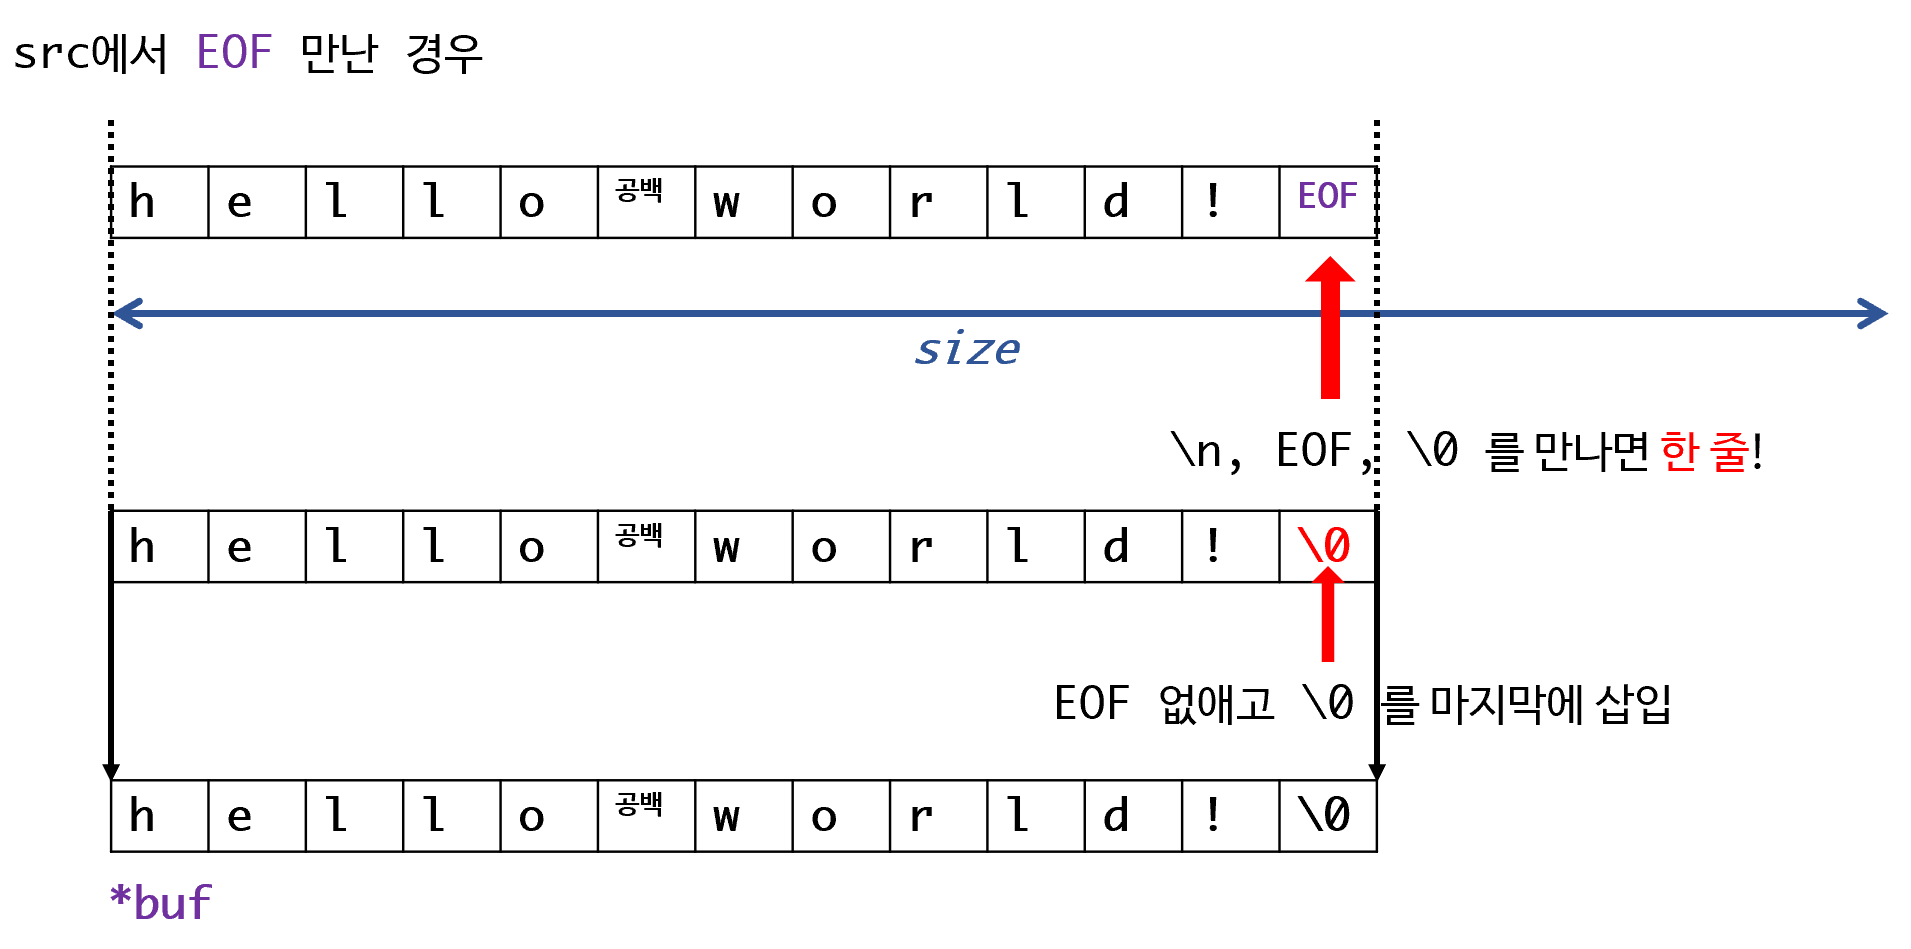 src에서 EOF 만난 경우
h e l l o 공백 w o r l d ! EOF
size
\n, EOF, \0 를 만나면 한 줄!
h e l l o 공백 w o r l d ! \0
EOF 없애고 \0 를 마지막에 삽입
h e l l o 공백 w o r l d ! \0
*buf